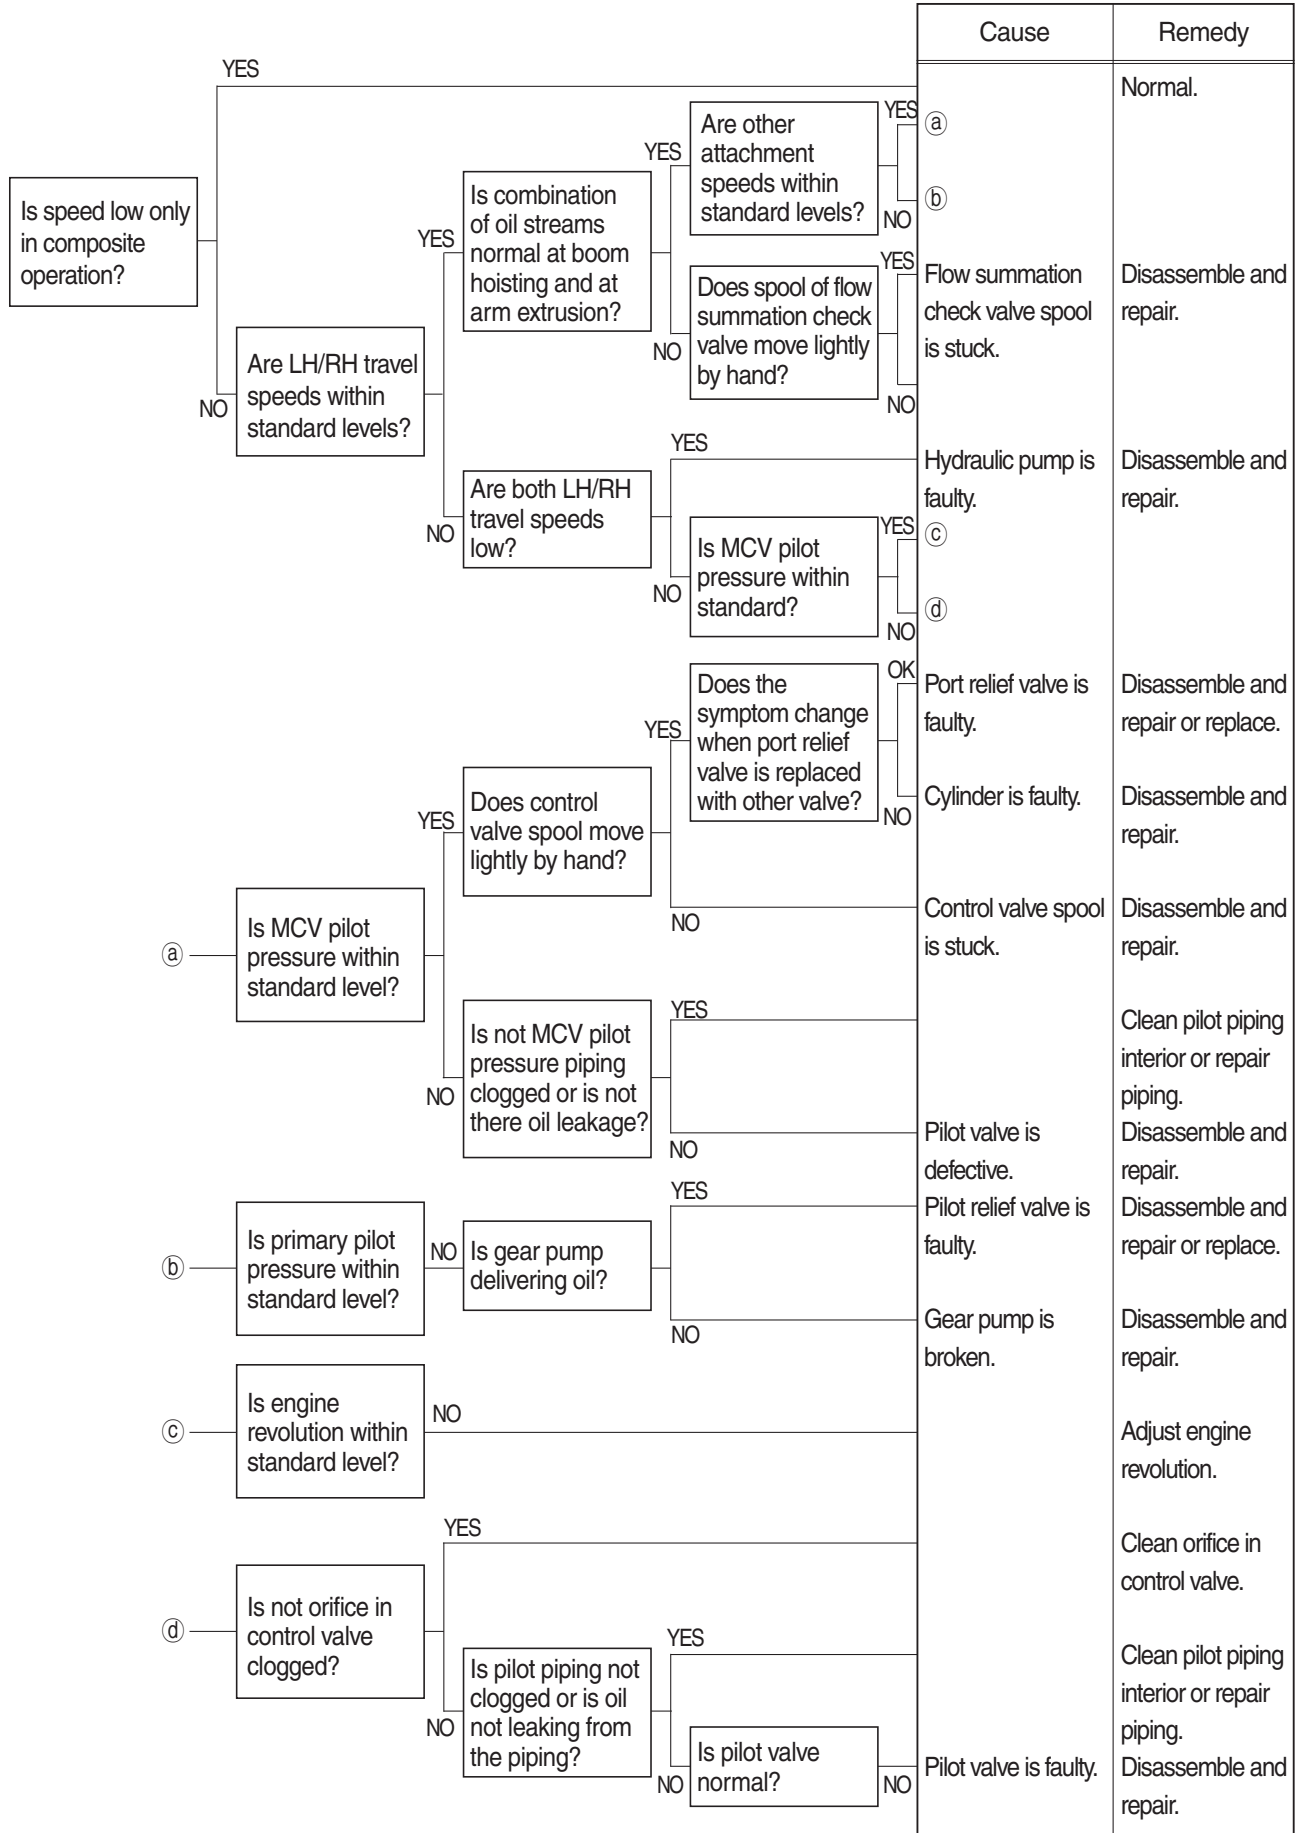 Cause
Remedy
YES
Normal.
Is speed low only
in composite
operation?
NO
Are LH/RH travel
speeds within
standard levels?
YES
Is combination
of oil streams
normal at boom
hoisting and at
arm extrusion?
YES
Are other
attachment
speeds within
standard levels?
YES
ⓐ
ⓑ
NO
NO
Does spool of flow
summation check
valve move lightly
by hand?
YES
Flow summation
check valve spool
is stuck.
Disassemble and
repair.
NO
NO
Are both LH/RH
travel speeds
low?
YES
Hydraulic pump is
faulty.
Disassemble and
repair.
NO
Is MCV pilot
pressure within
standard?
YES
ⓒ
ⓓ
NO
ⓐ
Is MCV pilot
pressure within
standard level?
YES
Does control
valve spool move
lightly by hand?
YES
Does the
symptom change
when port relief
valve is replaced
with other valve?
OK
Port relief valve is
faulty.
Disassemble and
repair or replace.
NO
Cylinder is faulty.
Disassemble and
repair.
NO
Control valve spool
is stuck.
Disassemble and
repair.
NO
Is not MCV pilot
pressure piping
clogged or is not
there oil leakage?
YES
Clean pilot piping
interior or repair
piping.
NO
Pilot valve is
defective.
Disassemble and
repair.
ⓑ
Is primary pilot
pressure within
standard level?
NO
Is gear pump
delivering oil?
YES
Pilot relief valve is
faulty.
Disassemble and
repair or replace.
NO
Gear pump is
broken.
Disassemble and
repair.
ⓒ
Is engine
revolution within
standard level?
NO
Adjust engine
revolution.
ⓓ
Is not orifice in
control valve
clogged?
YES
Clean orifice in
control valve.
NO
Is pilot piping not
clogged or is oil
not leaking from
the piping?
YES
Clean pilot piping
interior or repair
piping.
NO
Is pilot valve
normal?
NO
Pilot valve is faulty.
Disassemble and
repair.